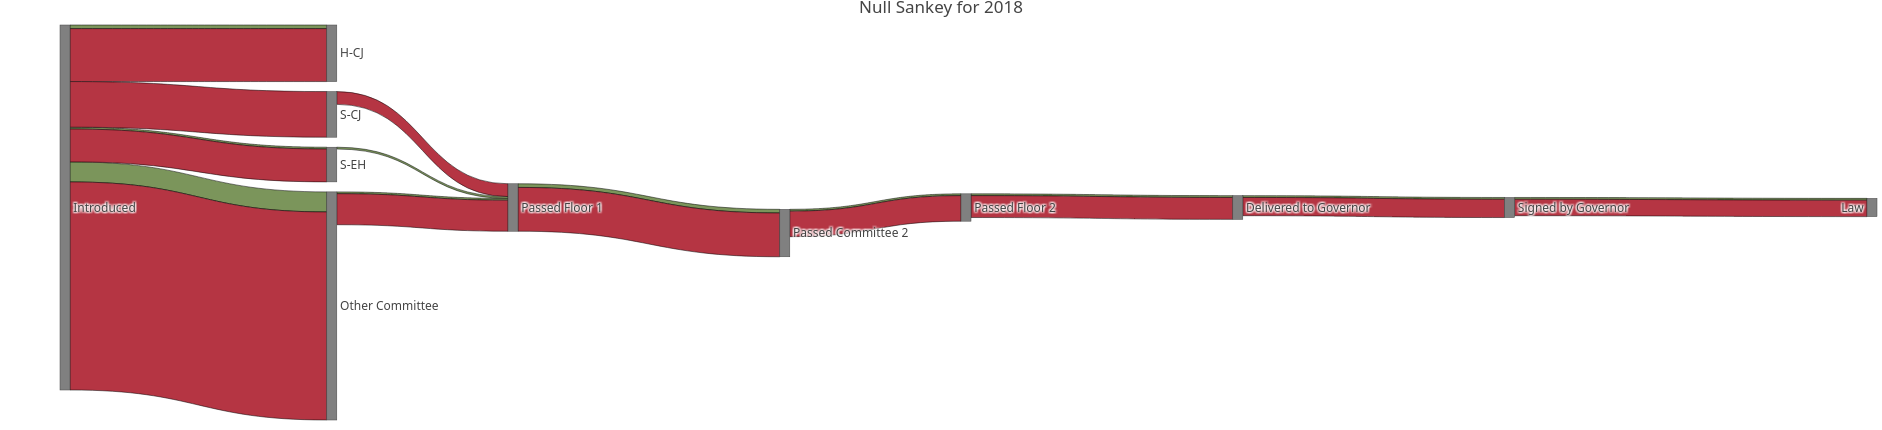 Null Sankey for 2018
H-CJ
S-CJ
S-EH
Introduced
Other Committee
Passed Floor 1
Passed Committee 2
Passed Floor 2
Delivered to Governor
Signed by Governor
Law